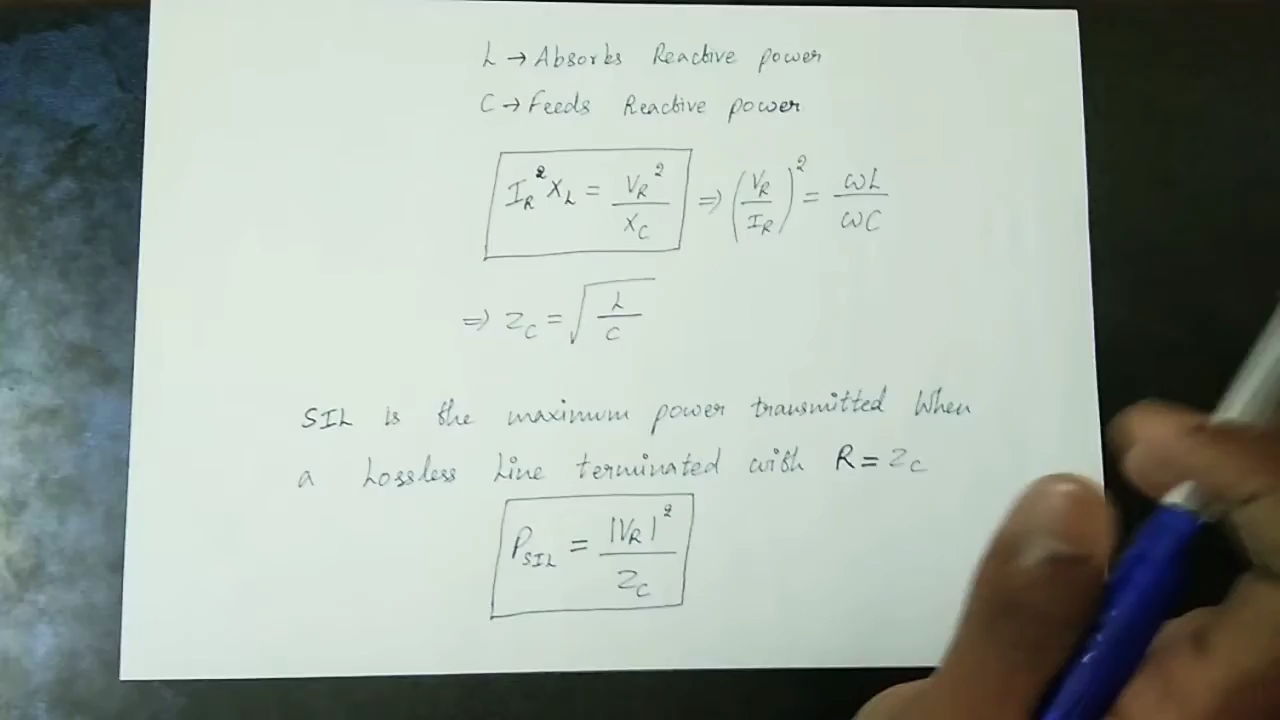 L → Absorbs Reactive power
C → Feeds Reactive power
I_R² X_L = V_R² / X_C ⇒ (V_R / I_R)² = ωL / ωC
⇒ Z_C = √(L / C)
SIL is the maximum power transmitted When
a Lossless Line terminated with R = Z_C
P_SIL = |V_R|² / Z_C